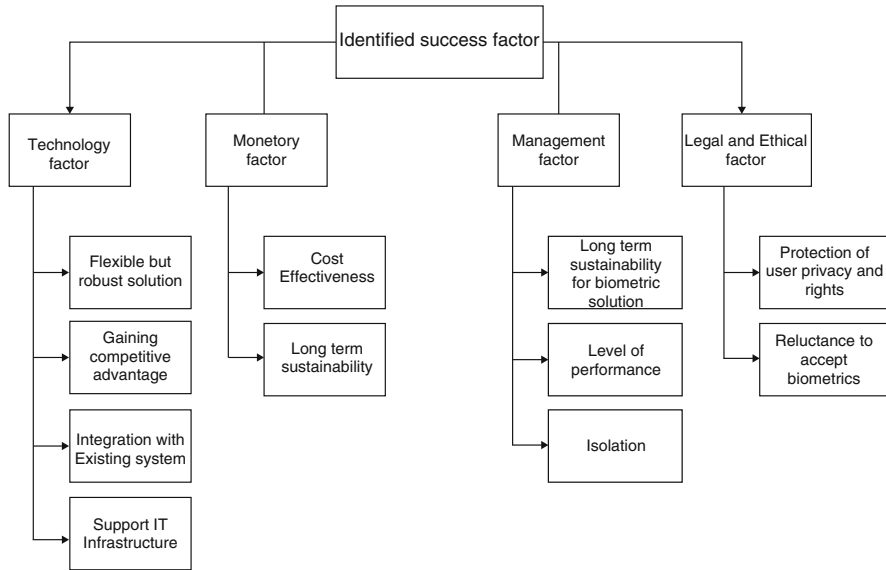 Identified success factor
Technology
factor
Monetory
factor
Management
factor
Legal and Ethical
factor
Flexible but
robust solution
Gaining
competitive
advantage
Integration with
Existing system
Support IT
Infrastructure
Cost
Effectiveness
Long term
sustainability
Long term
sustainability
for biometric
solution
Level of
performance
Isolation
Protection of
user privacy and
rights
Reluctance to
accept
biometrics